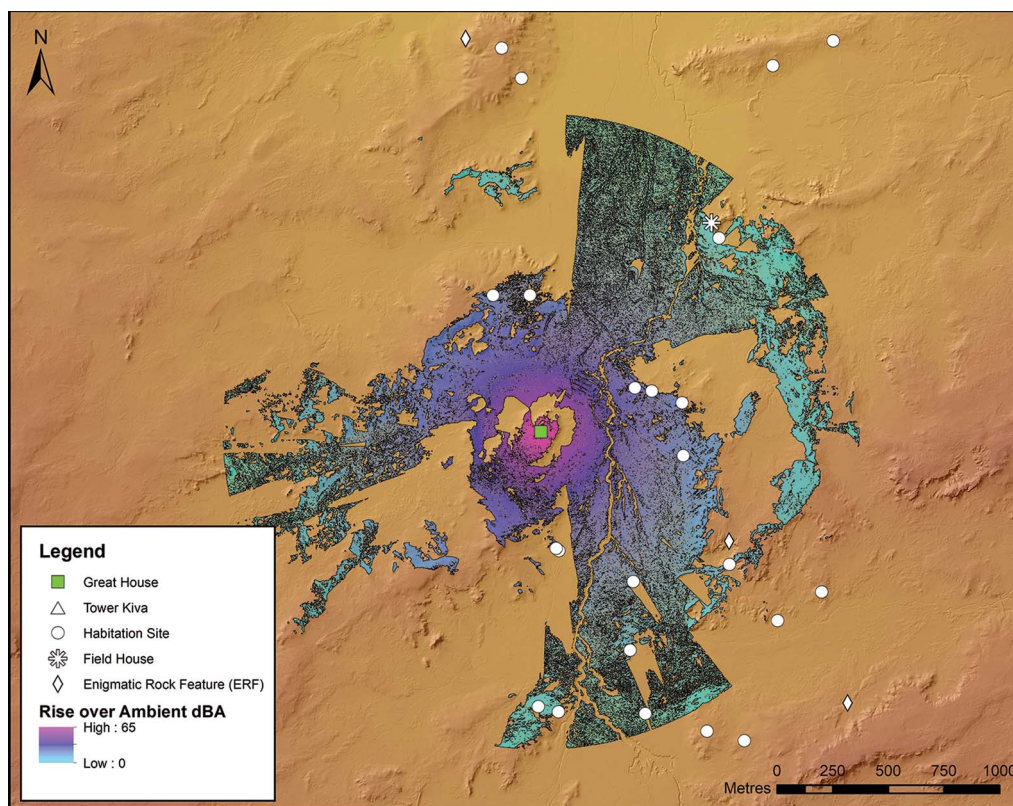 N
Legend
Great House
Tower Kiva
Habitation Site
Field House
Enigmatic Rock Feature (ERF)
Rise over Ambient dBA
High : 65
Low : 0
0 250 500 750 1000
Metres